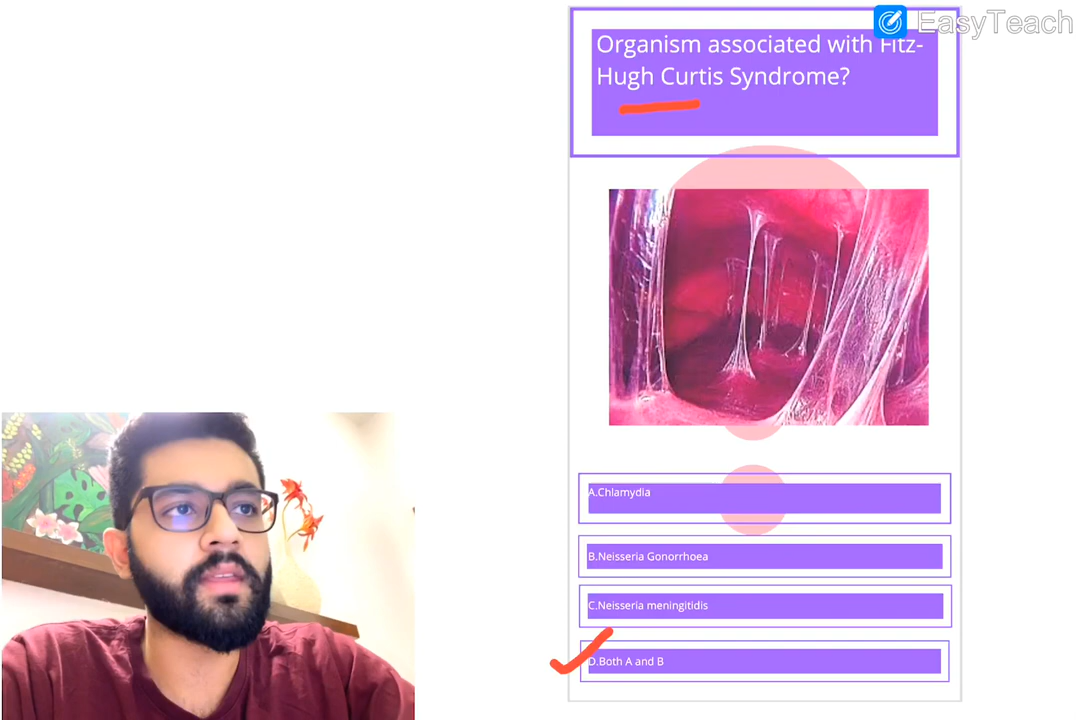 EasyTeach
Organism associated with Fitz-
Hugh Curtis Syndrome?
A.Chlamydia
B.Neisseria Gonorrhoea
C.Neisseria meningitidis
D.Both A and B